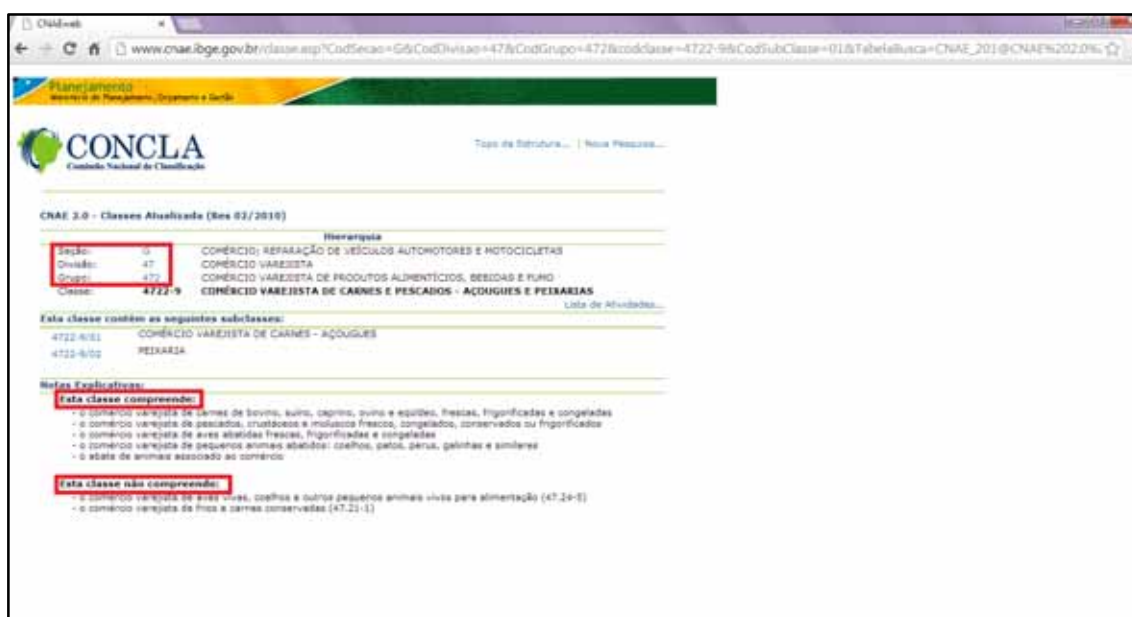 CNAEweb
www.cnae.ibge.gov.br/classe.asp?CodSecao=G&CodDivisao=47&CodGrupo=472&codclasse=4722-9&CodSubClasse=01&TabelaBusca=CNAE_201@CNAE%202.0%
Planejamento
Ministério do Planejamento, Orçamento e Gestão
CONCLA
Comissão Nacional de Classificação
Topo da Estrutura... | Nova Pesquisa...
CNAE 2.0 - Classes Atualizada (Res 02/2010)
Hierarquia
Seção: G COMÉRCIO; REPARAÇÃO DE VEÍCULOS AUTOMOTORES E MOTOCICLETAS
Divisão: 47 COMÉRCIO VAREJISTA
Grupo: 472 COMÉRCIO VAREJISTA DE PRODUTOS ALIMENTÍCIOS, BEBIDAS E FUMO
Classe: 4722-9 COMÉRCIO VAREJISTA DE CARNES E PESCADOS - AÇOUGUES E PEIXARIAS
Lista de Atividades...
Esta classe contém as seguintes subclasses:
4722-9/01 COMÉRCIO VAREJISTA DE CARNES - AÇOUGUES
4722-9/02 PEIXARIA
Notas Explicativas:
Esta classe compreende:
- o comércio varejista de carnes de bovino, suíno, caprino, ovino e eqüídeo, frescas, frigorificadas e congeladas
- o comércio varejista de pescados, crustáceos e moluscos frescos, congelados, conservados ou frigorificados
- o comércio varejista de aves abatidas frescas, frigorificadas e congeladas
- o comércio varejista de pequenos animais abatidos: coelhos, patos, perus, galinhas e similares
- o abate de animais associado ao comércio
Esta classe não compreende:
- o comércio varejista de aves vivas, coelhos e outros pequenos animais vivos para alimentação (47.24-5)
- o comércio varejista de frios e carnes conservadas (47.21-1)